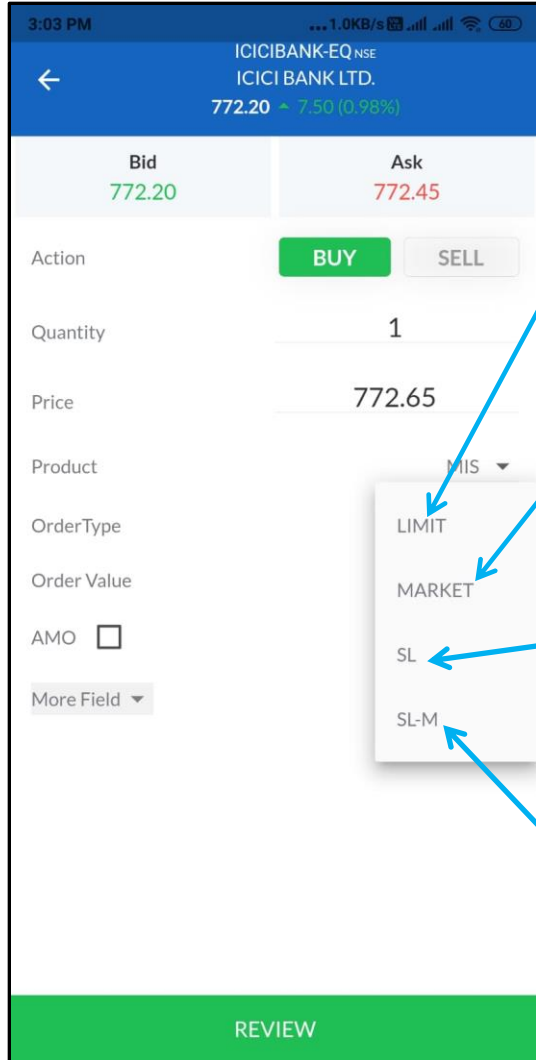 3:03 PM ...1.0KB/s 60
ICICIBANK-EQ NSE
ICICI BANK LTD.
772.20 7.50 (0.98%)
Bid Ask
772.20 772.45
Action BUY SELL
Quantity 1
Price 772.65
Product MIS
OrderType LIMIT
Order Value MARKET
AMO SL
More Field SL-M
REVIEW